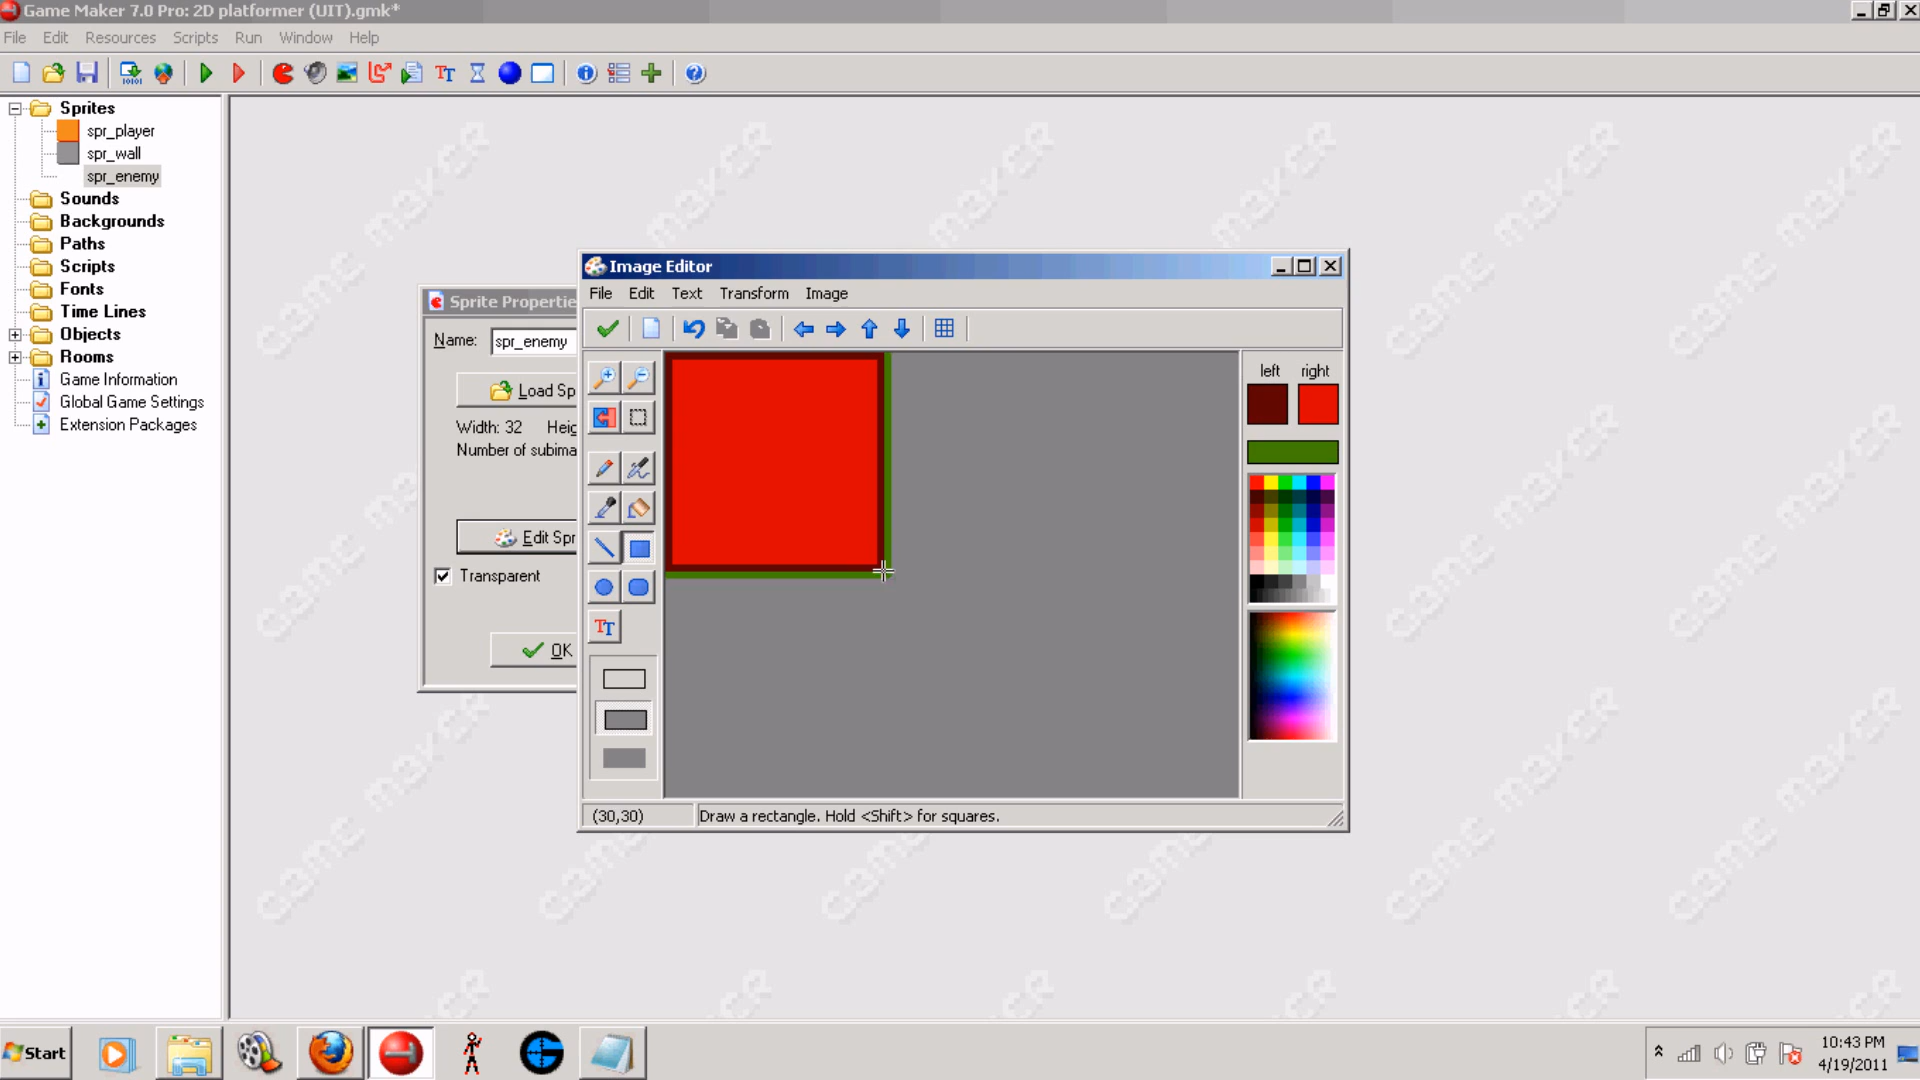 Game Maker 7.0 Pro: 2D platformer (UIT).gmk*
File Edit Resources Scripts Run Window Help
Sprites
spr_player
spr_wall
spr_enemy
Sounds
Backgrounds
Paths
Scripts
Fonts
Time Lines
Objects
Rooms
Game Information
Global Game Settings
Extension Packages
Sprite Propertie
Name: spr_enemy
Load Sp
Width: 32 Heig
Number of subima
Edit Spr
Transparent
OK
Image Editor
File Edit Text Transform Image
left right
(30,30) Draw a rectangle. Hold <Shift> for squares.
Start
10:43 PM
4/19/2011